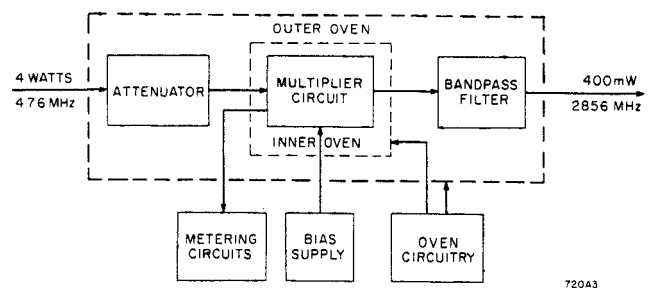 OUTER OVEN
4 WATTS
476 MHz
ATTENUATOR
MULTIPLIER
CIRCUIT
INNER OVEN
BANDPASS
FILTER
400mW
2856 MHz
METERING
CIRCUITS
BIAS
SUPPLY
OVEN
CIRCUITRY
720A3